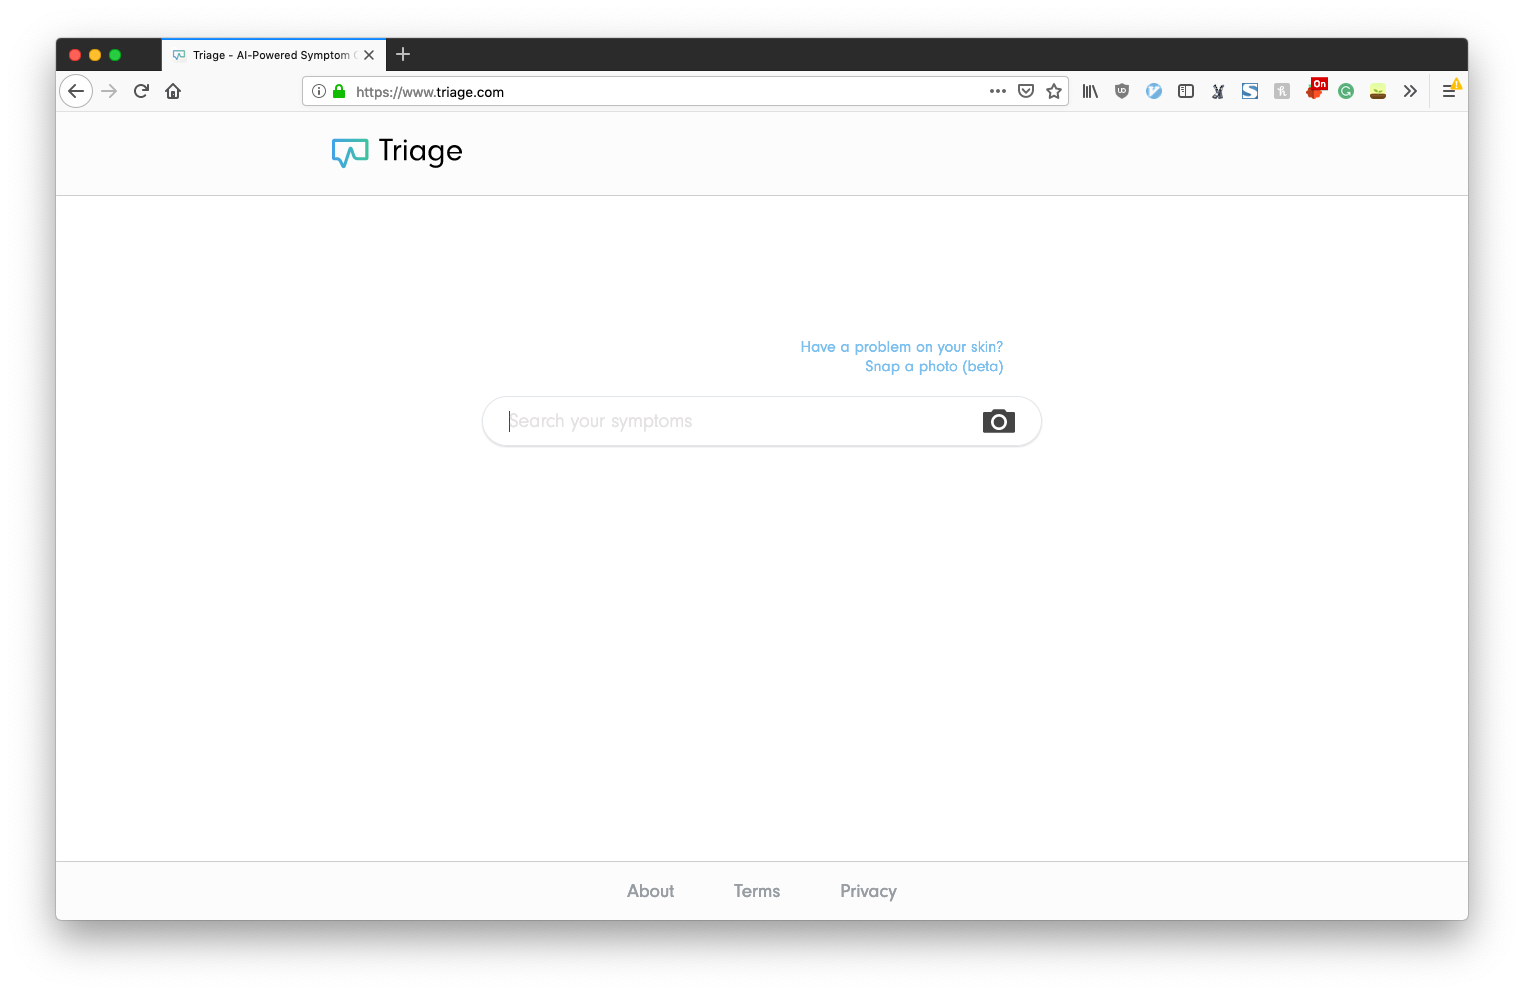 Triage - AI-Powered Symptom
https://www.triage.com
On
Triage
Have a problem on your skin?
Snap a photo (beta)
Search your symptoms
About
Terms
Privacy